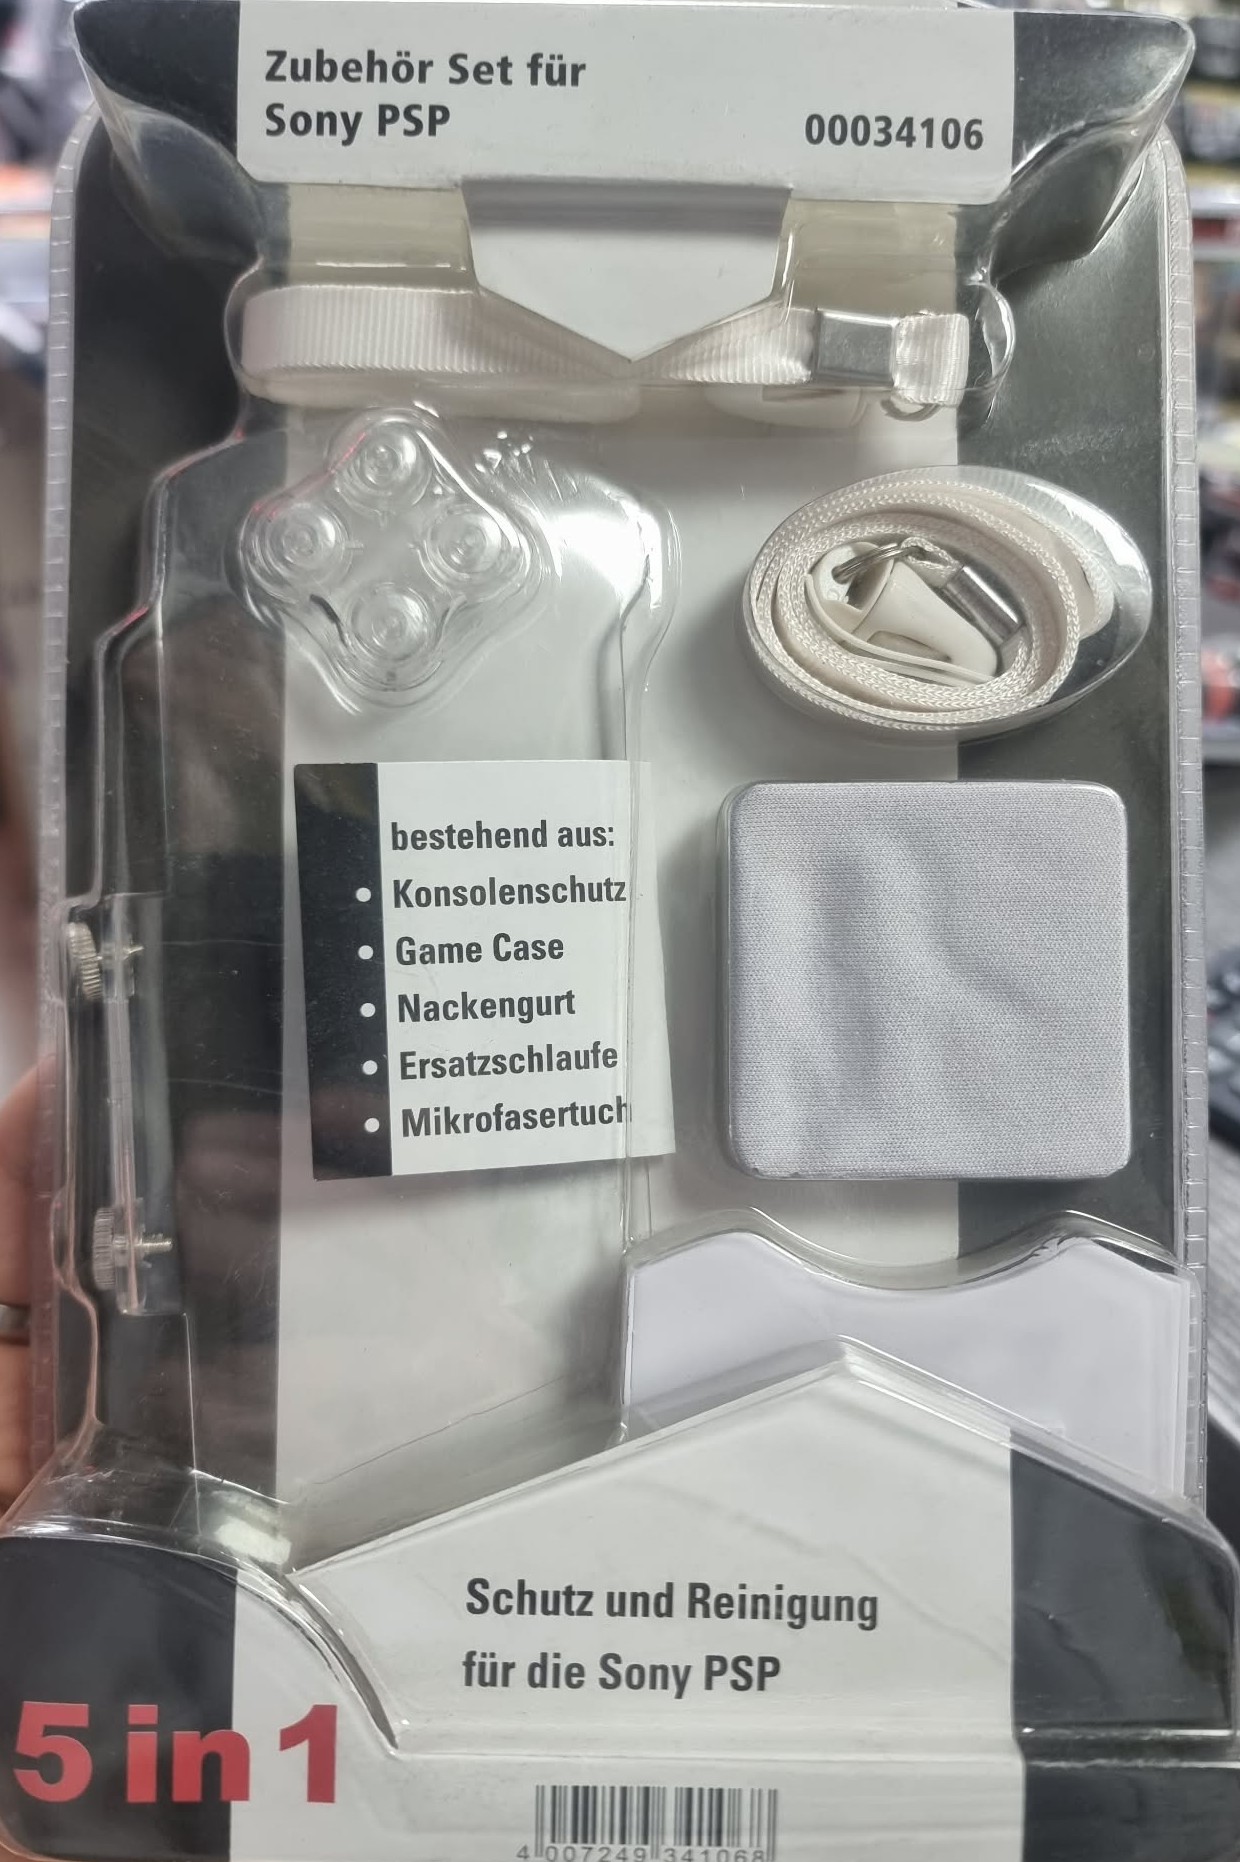 Zubehör Set für
Sony PSP
00034106
bestehend aus:
• Konsolenschutz
• Game Case
• Nackengurt
• Ersatzschlaufe
• Mikrofasertuch
Schutz und Reinigung
für die Sony PSP
5 in 1
4 007249 341068